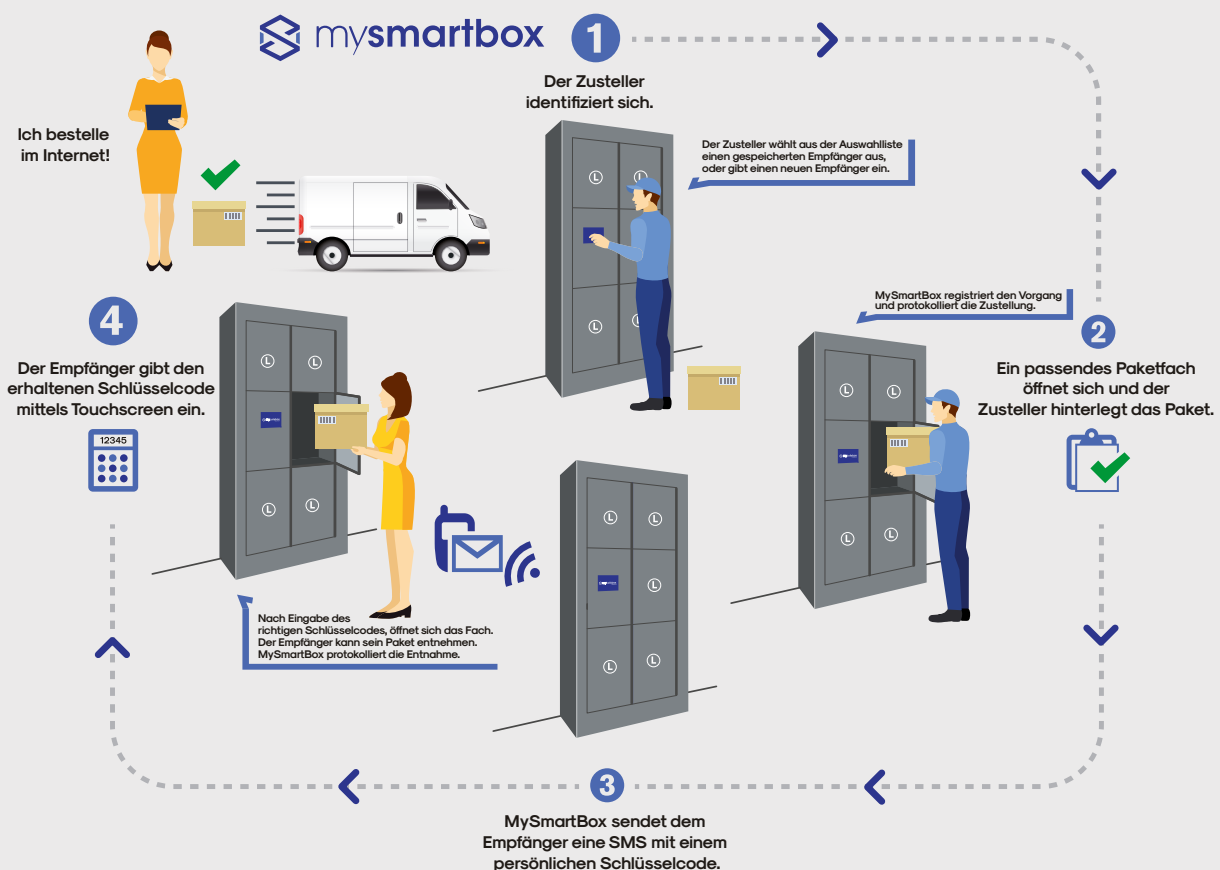 mysmartbox
Ich bestelle
im Internet!
1
Der Zusteller
identifiziert sich.
Der Zusteller wählt aus der Auswahlliste
einen gespeicherten Empfänger aus,
oder gibt einen neuen Empfänger ein.
L
L
L
L
L
MySmartBox registriert den Vorgang
und protokolliert die Zustellung.
2
Ein passendes Paketfach
öffnet sich und der
Zusteller hinterlegt das Paket.
L
L
L
L
3
MySmartBox sendet dem
Empfänger eine SMS mit einem
persönlichen Schlüsselcode.
L
L
L
L
L
4
Der Empfänger gibt den
erhaltenen Schlüsselcode
mittels Touchscreen ein.
12345
L
L
L
L
Nach Eingabe des
richtigen Schlüsselcodes, öffnet sich das Fach.
Der Empfänger kann sein Paket entnehmen.
MySmartBox protokolliert die Entnahme.